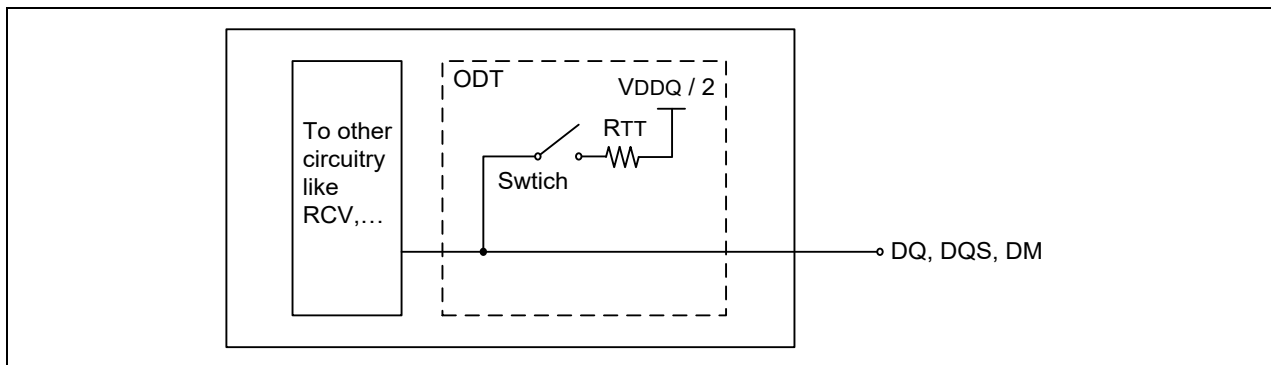 ODT
VDDQ / 2
RTT
Swtich
To other
circuitry
like
RCV,…
DQ, DQS, DM